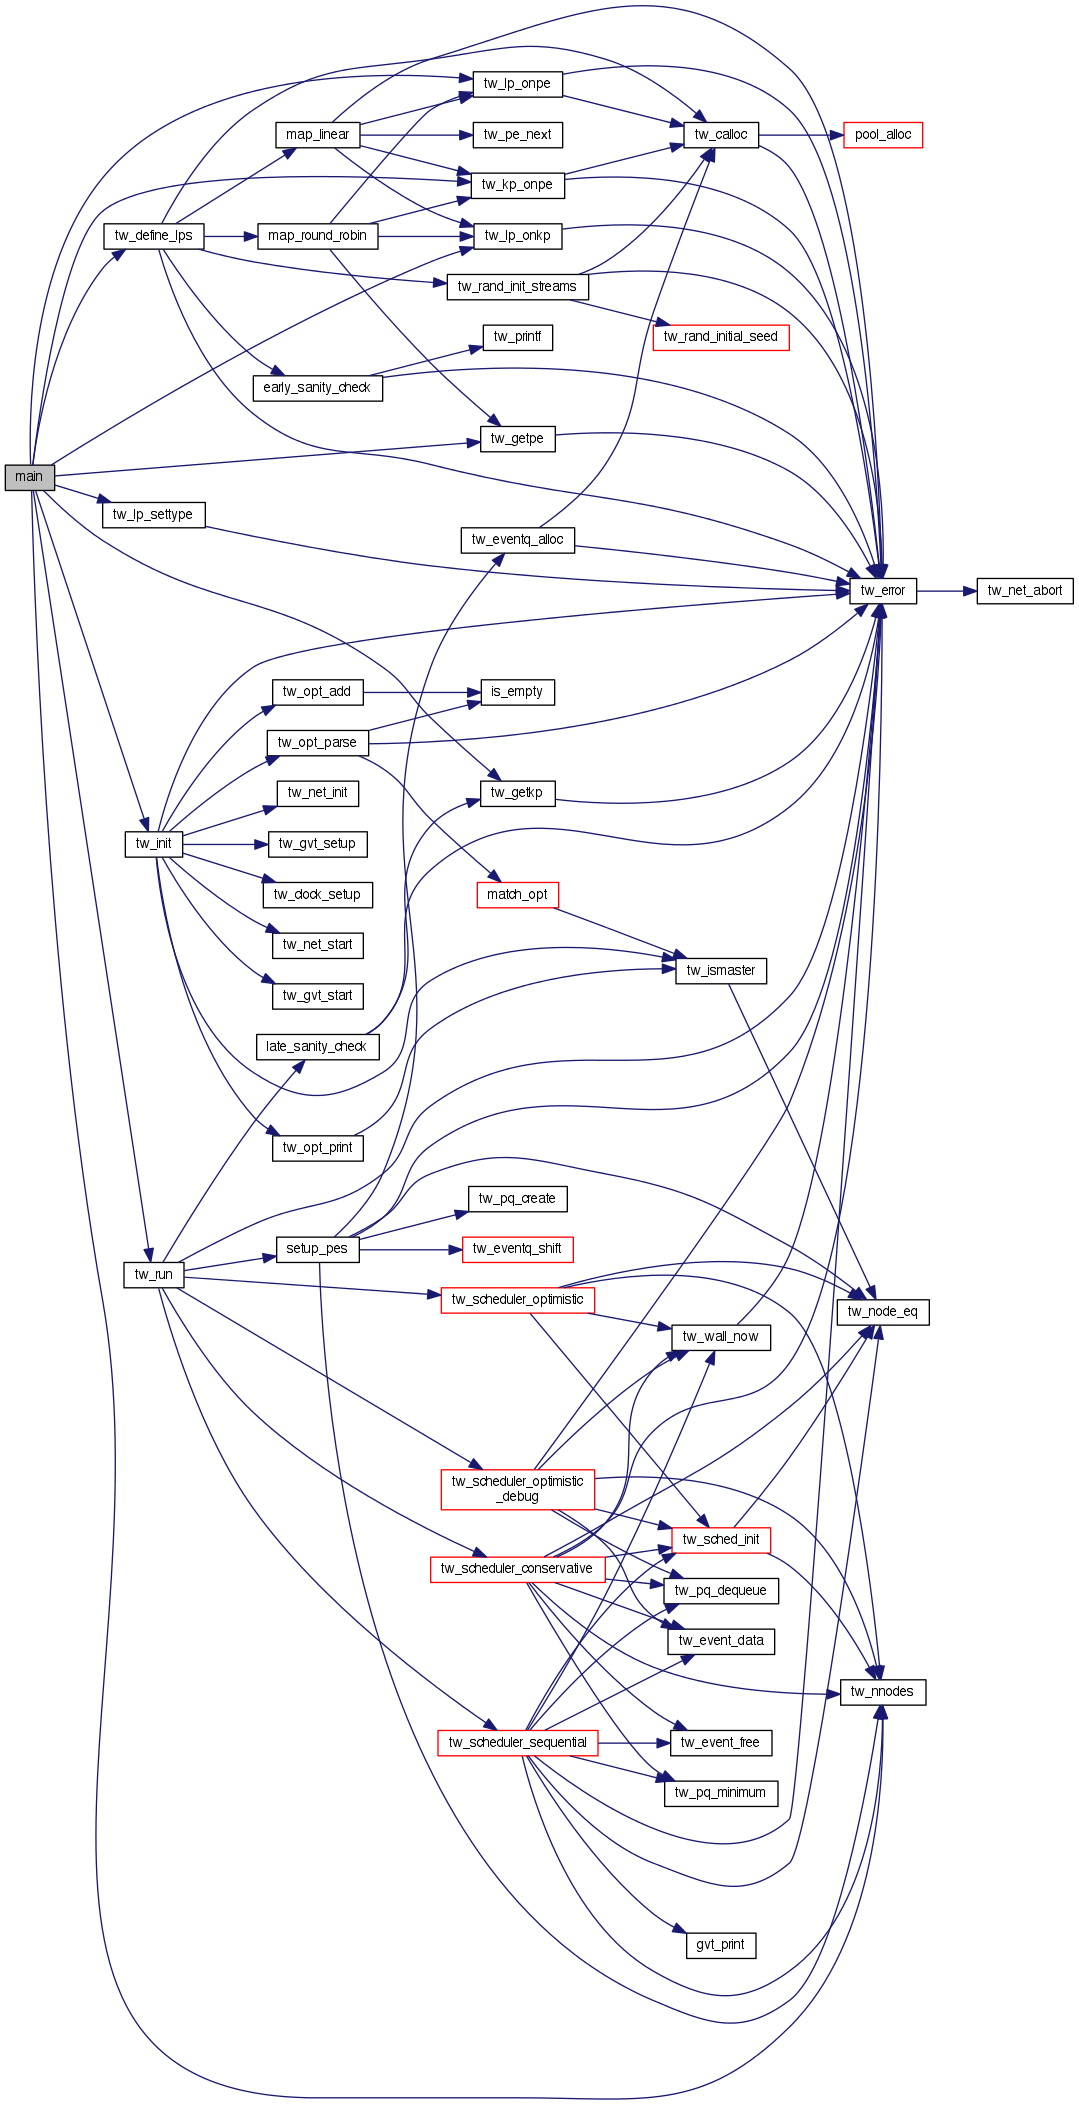 tw_lp_onpe
map_linear
tw_pe_next
tw_calloc
pool_alloc
tw_kp_onpe
tw_define_lps
map_round_robin
tw_lp_onkp
tw_rand_init_streams
tw_printf
tw_rand_initial_seed
early_sanity_check
tw_getpe
main
tw_lp_settype
tw_eventq_alloc
tw_error
tw_net_abort
tw_opt_add
is_empty
tw_opt_parse
tw_net_init
tw_getkp
tw_init
tw_gvt_setup
tw_clock_setup
match_opt
tw_net_start
tw_ismaster
tw_gvt_start
late_sanity_check
tw_opt_print
tw_pq_create
setup_pes
tw_eventq_shift
tw_run
tw_scheduler_optimistic
tw_node_eq
tw_wall_now
tw_scheduler_optimistic
_debug
tw_sched_init
tw_scheduler_conservative
tw_pq_dequeue
tw_event_data
tw_nnodes
tw_scheduler_sequential
tw_event_free
tw_pq_minimum
gvt_print